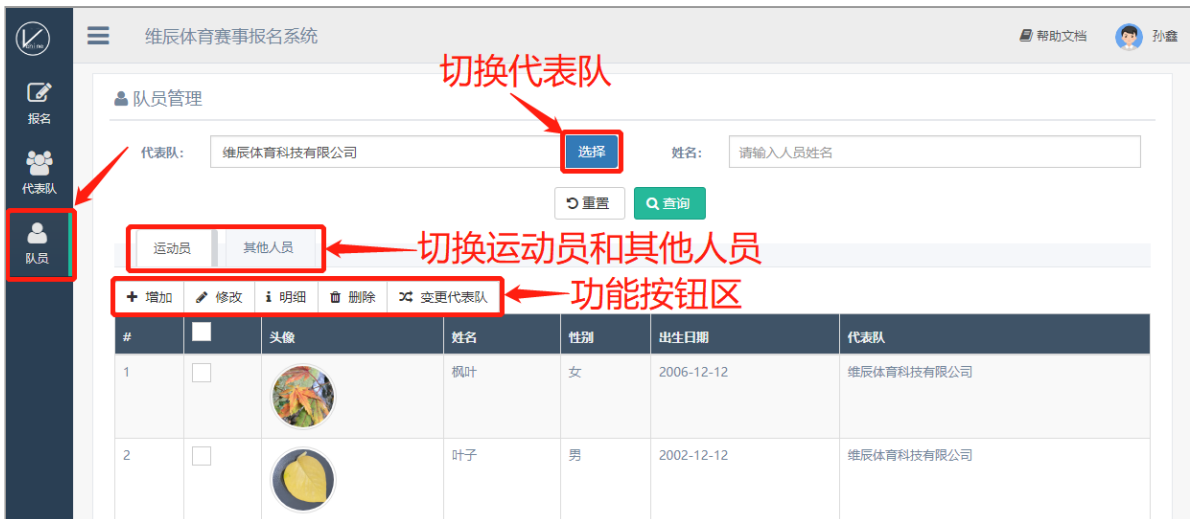 维辰体育赛事报名系统
帮助文档
孙鑫
切换代表队
报名
队员管理
代表队：
维辰体育科技有限公司
选择
姓名：
请输入人员姓名
代表队
重置
查询
队员
运动员
其他人员
切换运动员和其他人员
增加
修改
明细
删除
变更代表队
功能按钮区
# 头像 姓名 性别 出生日期 代表队
1 枫叶 女 2006-12-12 维辰体育科技有限公司
2 叶子 男 2002-12-12 维辰体育科技有限公司